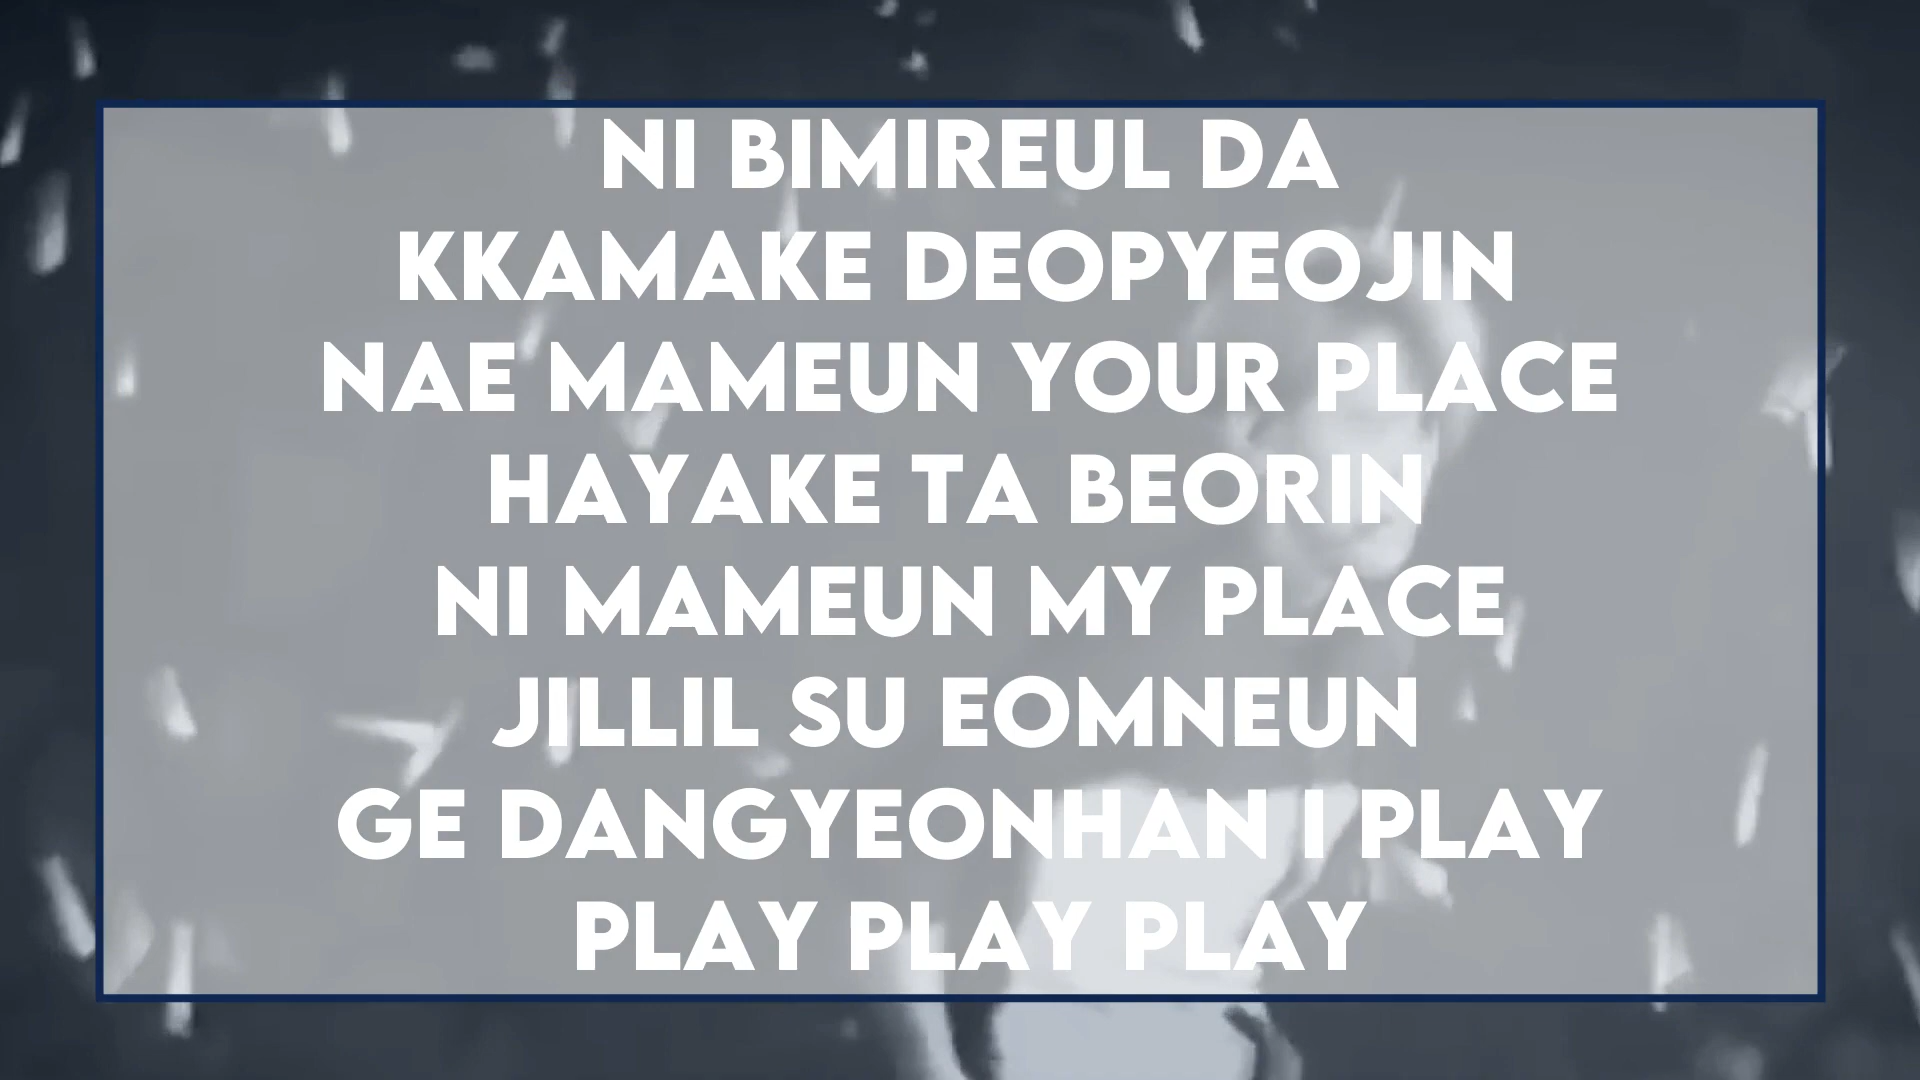 NI BIMIREUL DA
KKAMAKE DEOPYEOJIN
NAE MAMEUN YOUR PLACE
HAYAKE TA BEORIN
NI MAMEUN MY PLACE
JILLIL SU EOMNEUN
GE DANGYEONHAN I PLAY
PLAY PLAY PLAY